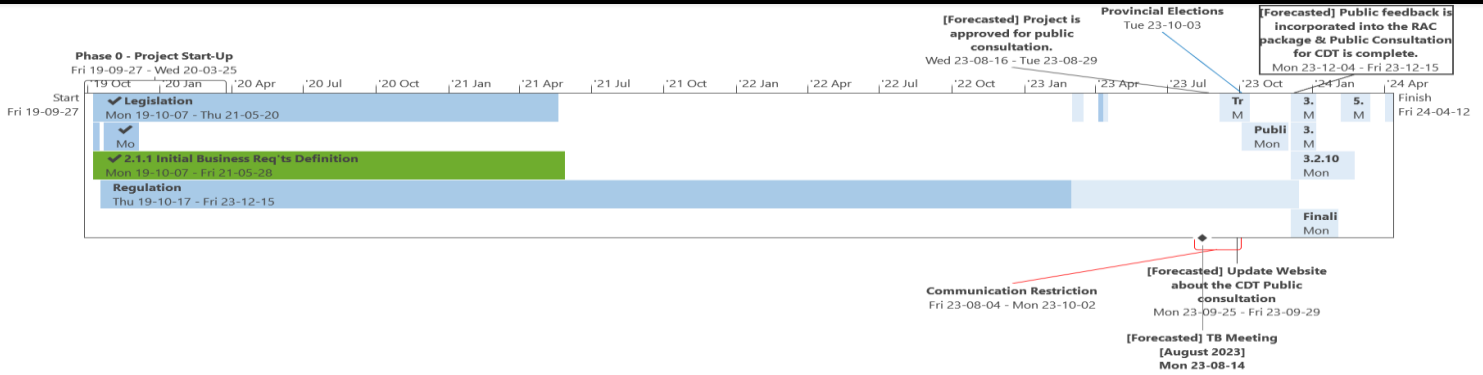 [Forecasted] Project is
approved for public
consultation.
Wed 23-08-16 - Tue 23-08-29
Provincial Elections
Tue 23-10-03
[Forecasted] Public feedback is
incorporated into the RAC
package & Public Consultation
for CDT is complete.
Mon 23-12-04 - Fri 23-12-15
Phase 0 - Project Start-Up
Fri 19-09-27 - Wed 20-03-25
'19 Oct '20 Jan '20 Apr '20 Jul '20 Oct '21 Jan '21 Apr '21 Jul '21 Oct '22 Jan '22 Apr '22 Jul '22 Oct '23 Jan '23 Apr '23 Jul '23 Oct '24 Jan '24 Apr
Start
Fri 19-09-27
Finish
Fri 24-04-12
✔ Legislation
Mon 19-10-07 - Thu 21-05-20
Tr
M
3.
M
5.
M
✔
Mo
Publi
Mon
3.
M
✔ 2.1.1 Initial Business Req'ts Definition
Mon 19-10-07 - Fri 21-05-28
3.2.10
Mon
Regulation
Thu 19-10-17 - Fri 23-12-15
Finali
Mon
Communication Restriction
Fri 23-08-04 - Mon 23-10-02
[Forecasted] Update Website
about the CDT Public
consultation
Mon 23-09-25 - Fri 23-09-29
[Forecasted] TB Meeting
[August 2023]
Mon 23-08-14